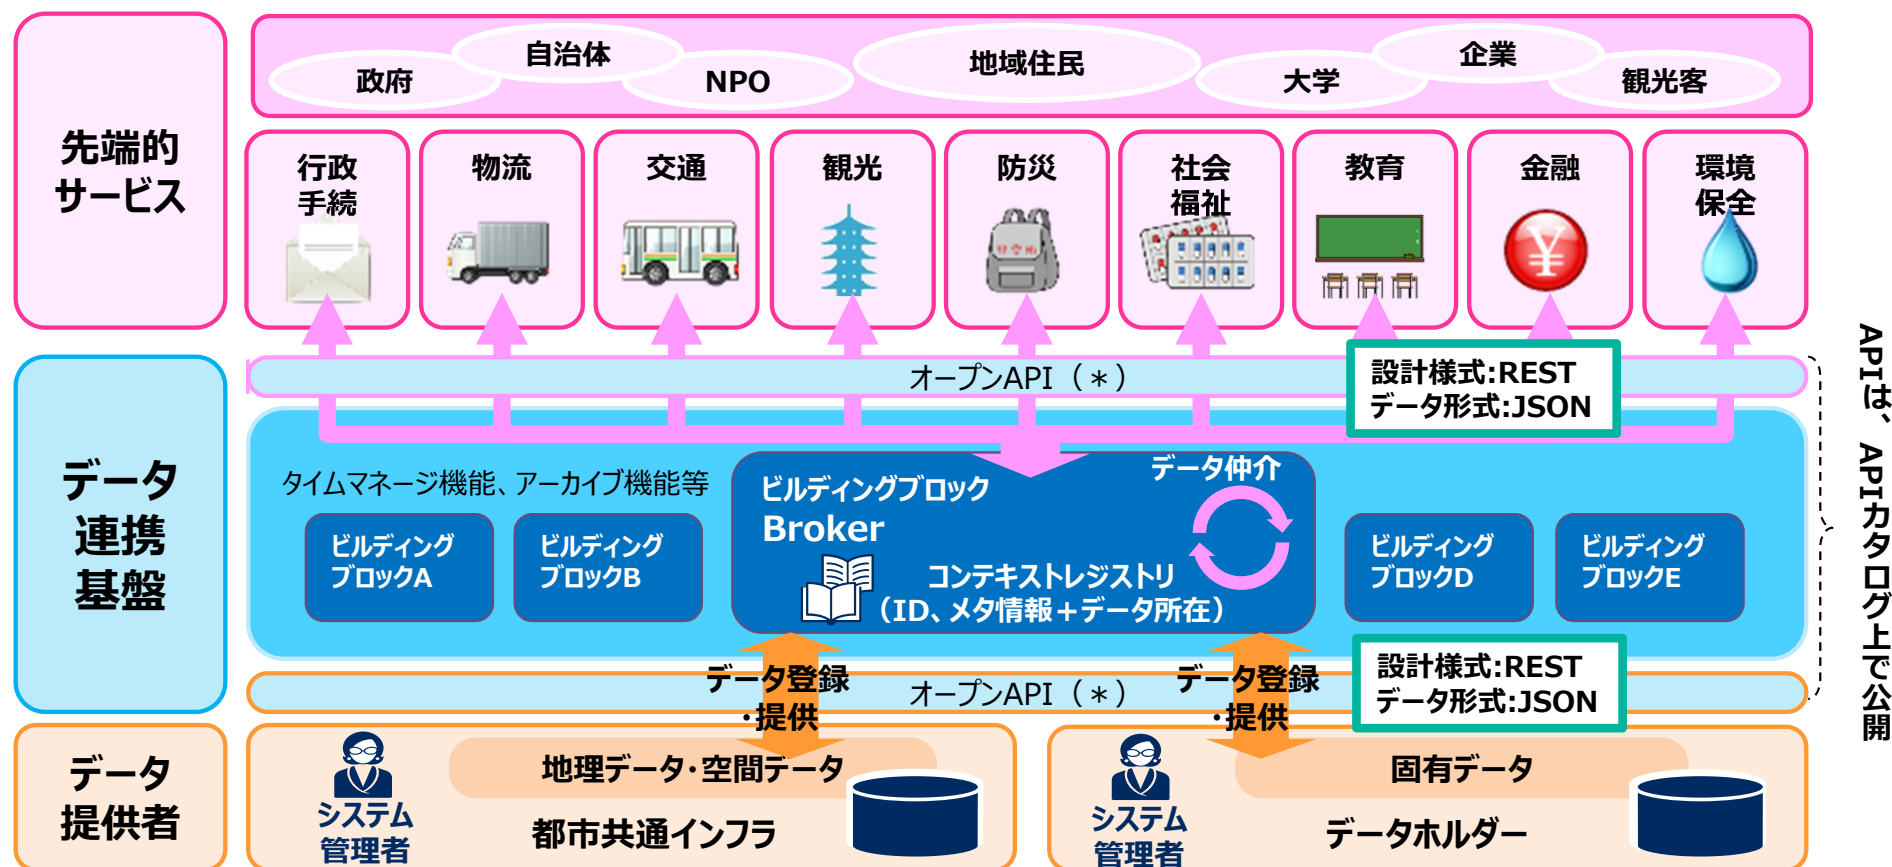 先端的
サービス
政府
自治体
NPO
地域住民
大学
企業
観光客
行政
手続
物流
交通
観光
防災
社会
福祉
教育
金融
環境
保全
オープンAPI（＊）
設計様式:REST
データ形式:JSON
APIは、APIカタログ上で公開
データ
連携
基盤
タイムマネージ機能、アーカイブ機能等
ビルディング
ブロックA
ビルディング
ブロックB
ビルディングブロック
Broker
データ仲介
コンテキストレジストリ
（ID、メタ情報＋データ所在）
ビルディング
ブロックD
ビルディング
ブロックE
データ登録
・提供
オープンAPI（＊）
データ登録
・提供
設計様式:REST
データ形式:JSON
データ
提供者
システム
管理者
地理データ・空間データ
都市共通インフラ
システム
管理者
固有データ
データホルダー